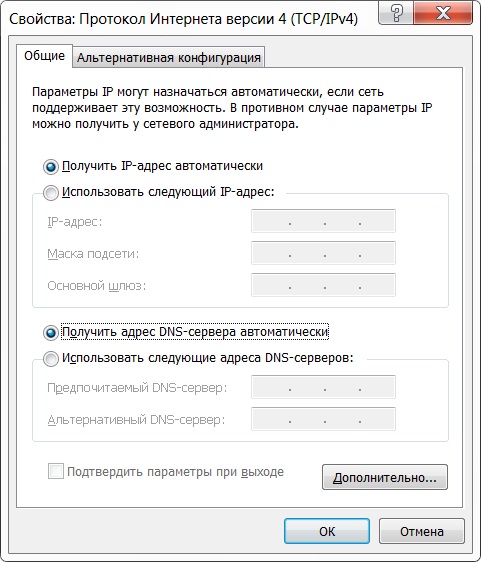 Свойства: Протокол Интернета версии 4 (TCP/IPv4)
Общие
Альтернативная конфигурация
Параметры IP могут назначаться автоматически, если сеть
поддерживает эту возможность. В противном случае параметры IP
можно получить у сетевого администратора.
Получить IP-адрес автоматически
Использовать следующий IP-адрес:
IP-адрес:
Маска подсети:
Основной шлюз:
Получить адрес DNS-сервера автоматически
Использовать следующие адреса DNS-серверов:
Предпочитаемый DNS-сервер:
Альтернативный DNS-сервер:
Подтвердить параметры при выходе
Дополнительно...
ОК
Отмена